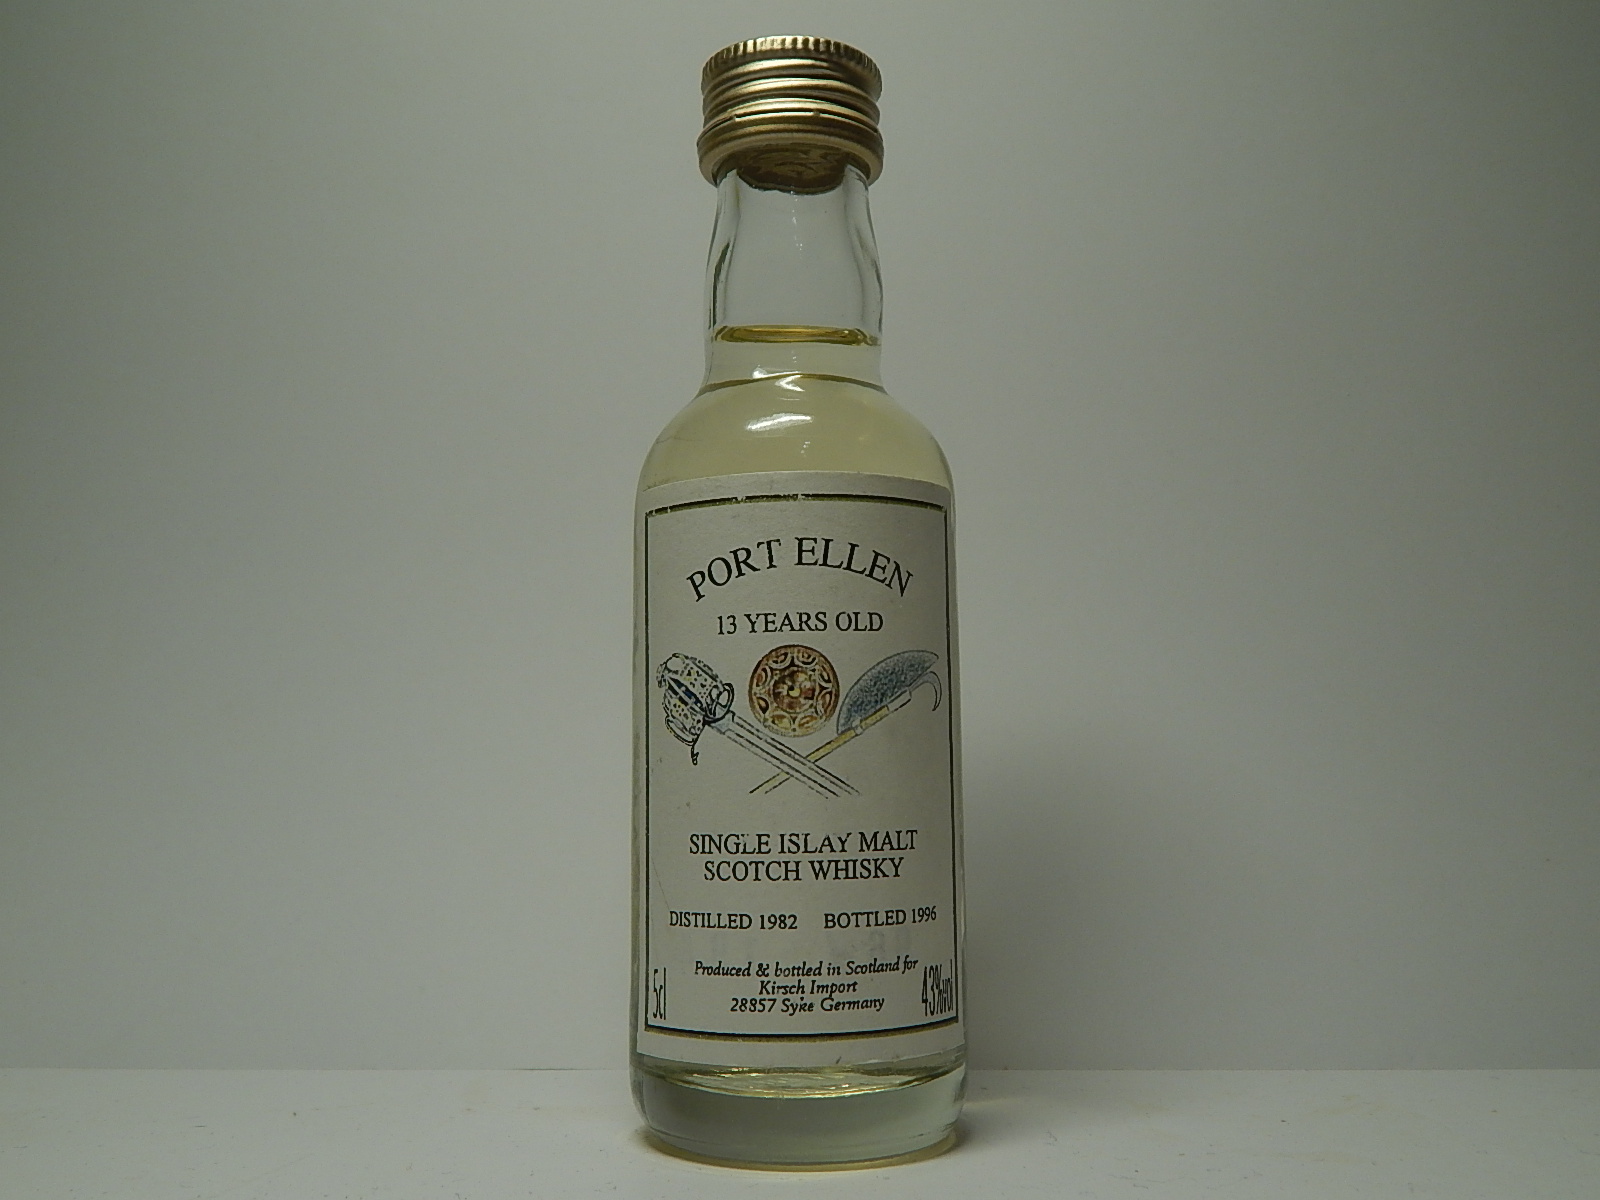 PORT ELLEN
13 YEARS OLD
SINGLE ISLAY MALT
SCOTCH WHISKY
DISTILLED 1982 BOTTLED 1996
Produced & bottled in Scotland for
Kirsch Import
28857 Syke Germany
5cl
43%vol